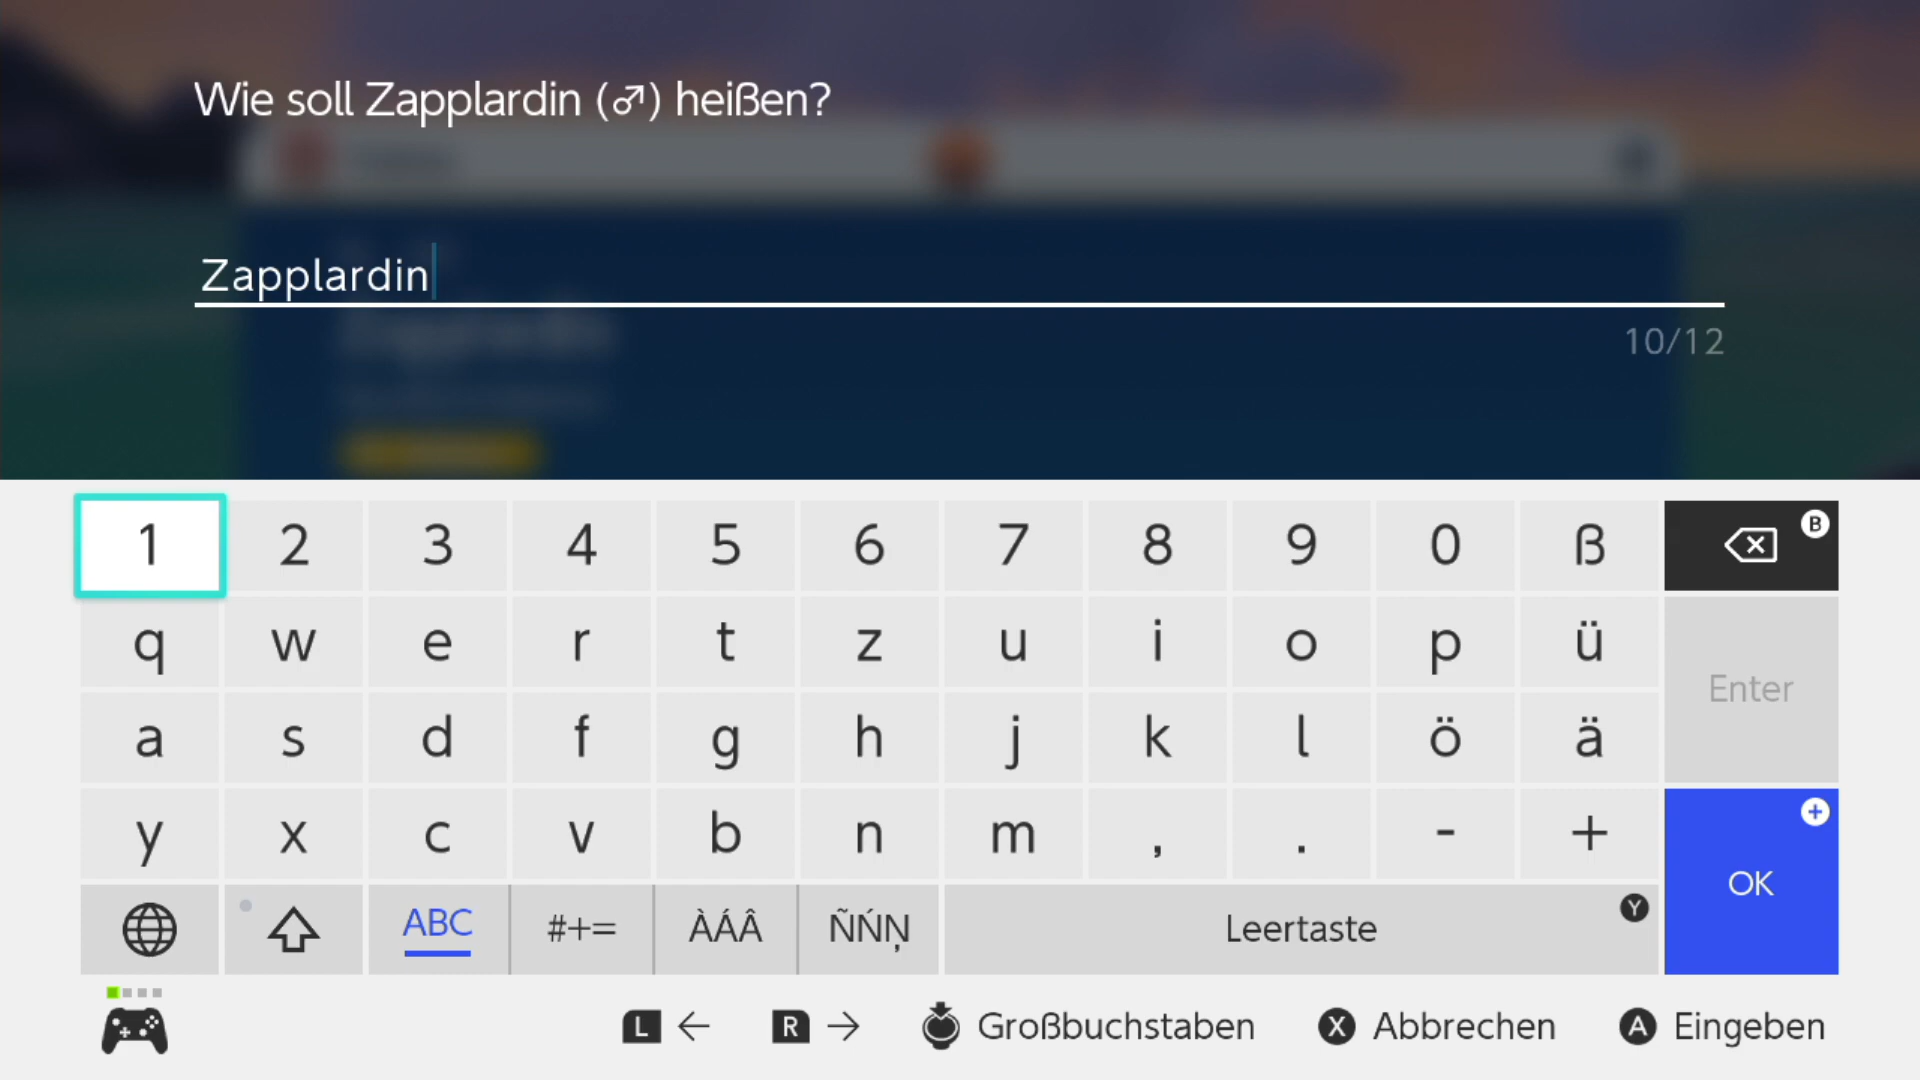 Wie soll Zapplardin (♂) heißen?
Zapplardin
10/12
1 2 3 4 5 6 7 8 9 0 ß B
q w e r t z u i o p ü Enter
a s d f g h j k l ö ä
y x c v b n m , . - + +
OK
ABC #+= ÀÁÂ ÑŃŅ Leertaste Y
L ← R → Großbuchstaben X Abbrechen A Eingeben